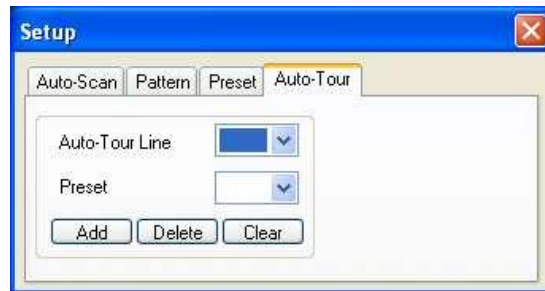 Setup
Auto-Scan Pattern Preset Auto-Tour
Auto-Tour Line
Preset
Add Delete Clear